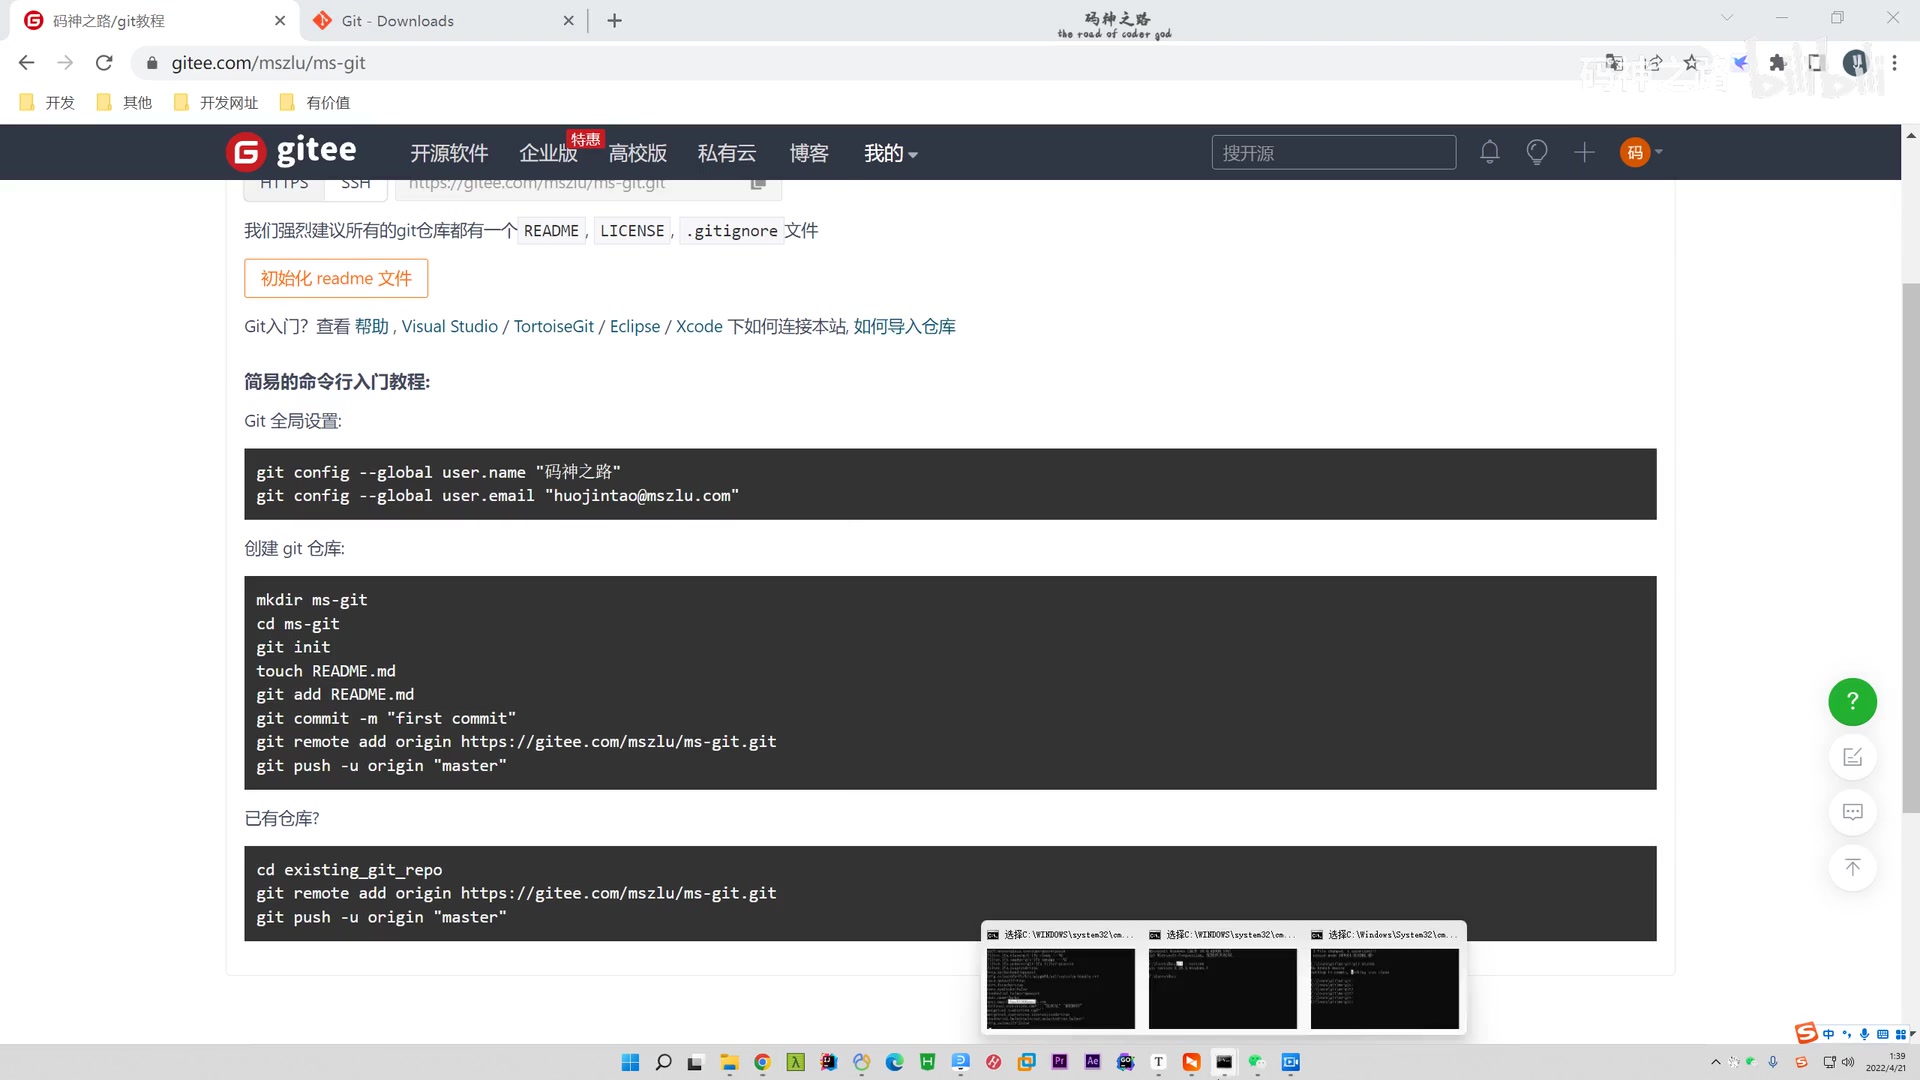 码神之路/git教程
Git - Downloads
码神之路
the road of coder god
gitee.com/mszlu/ms-git
码神之路 bilibili
开发
其他
开发网址
有价值
gitee
开源软件
企业版
特惠
高校版
私有云
博客
我的
搜开源
码
HTTPS
SSH
https://gitee.com/mszlu/ms-git.git
我们强烈建议所有的git仓库都有一个 README , LICENSE , .gitignore 文件
初始化 readme 文件
Git入门？查看 帮助 , Visual Studio / TortoiseGit / Eclipse / Xcode 下如何连接本站, 如何导入仓库
简易的命令行入门教程:
Git 全局设置:
git config --global user.name "码神之路"
git config --global user.email "huojintao@mszlu.com"
创建 git 仓库:
mkdir ms-git
cd ms-git
git init
touch README.md
git add README.md
git commit -m "first commit"
git remote add origin https://gitee.com/mszlu/ms-git.git
git push -u origin "master"
已有仓库?
cd existing_git_repo
git remote add origin https://gitee.com/mszlu/ms-git.git
git push -u origin "master"
选择C:\WINDOWS\system32\cm...
选择C:\WINDOWS\system32\cm...
选择C:\Windows\System32\cm...
中
1:39
2022/4/21